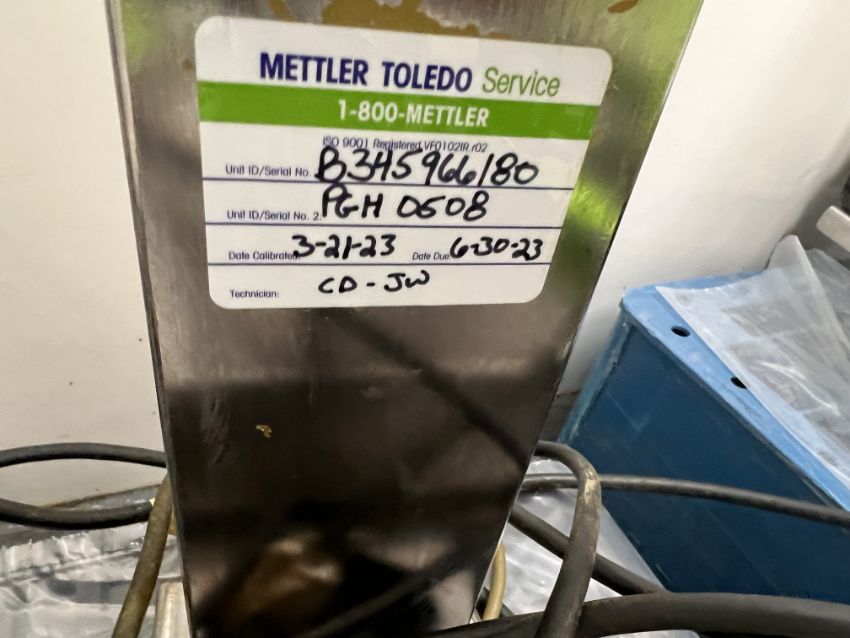 METTLER TOLEDO Service
1-800-METTLER
ISO 9001 Registered VF0102IR.r02
Unit ID/Serial No. B345966180
Unit ID/Serial No. 2: PGH 0508
Date Calibrated: 3-21-23 Date Due: 6-30-23
Technician: CD-JW